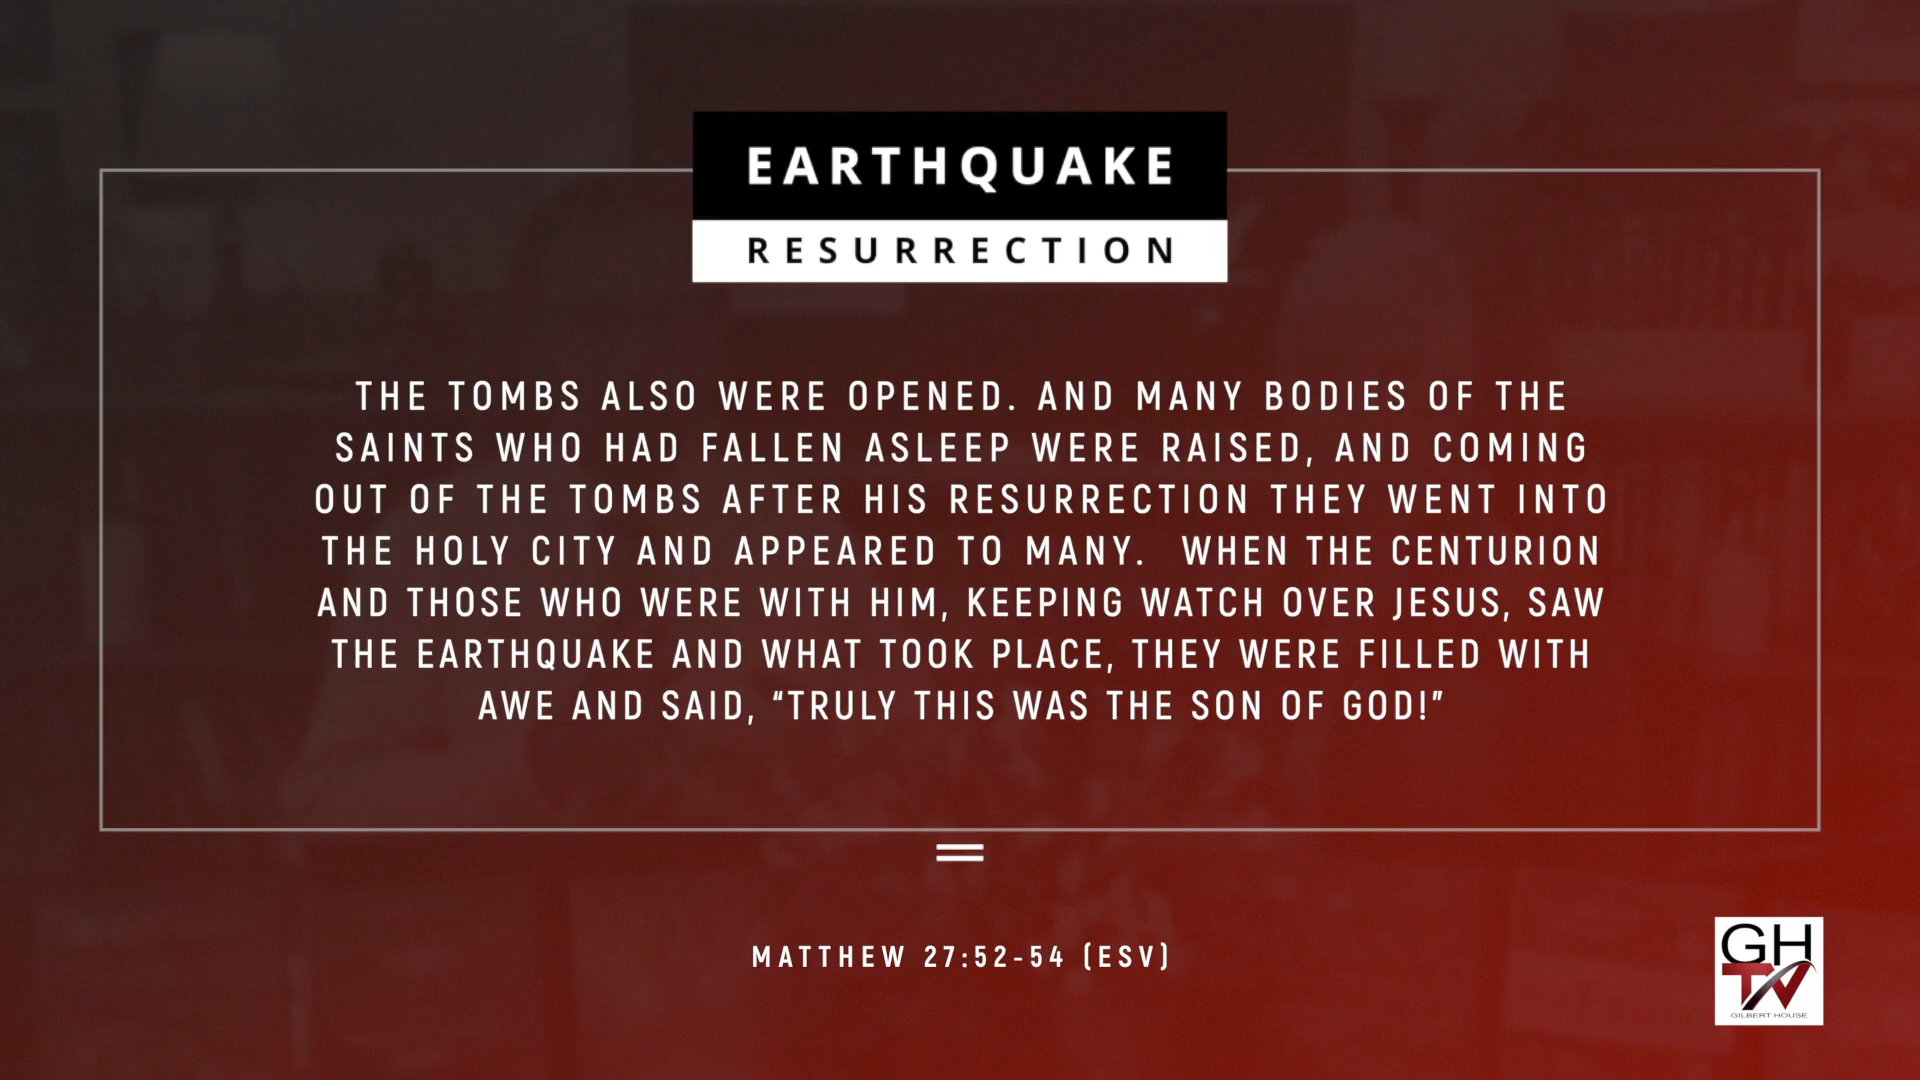 EARTHQUAKE
RESURRECTION
THE TOMBS ALSO WERE OPENED. AND MANY BODIES OF THE
SAINTS WHO HAD FALLEN ASLEEP WERE RAISED, AND COMING
OUT OF THE TOMBS AFTER HIS RESURRECTION THEY WENT INTO
THE HOLY CITY AND APPEARED TO MANY.  WHEN THE CENTURION
AND THOSE WHO WERE WITH HIM, KEEPING WATCH OVER JESUS, SAW
THE EARTHQUAKE AND WHAT TOOK PLACE, THEY WERE FILLED WITH
AWE AND SAID, “TRULY THIS WAS THE SON OF GOD!”
MATTHEW 27:52-54 (ESV)
GH
TV
GILBERT HOUSE